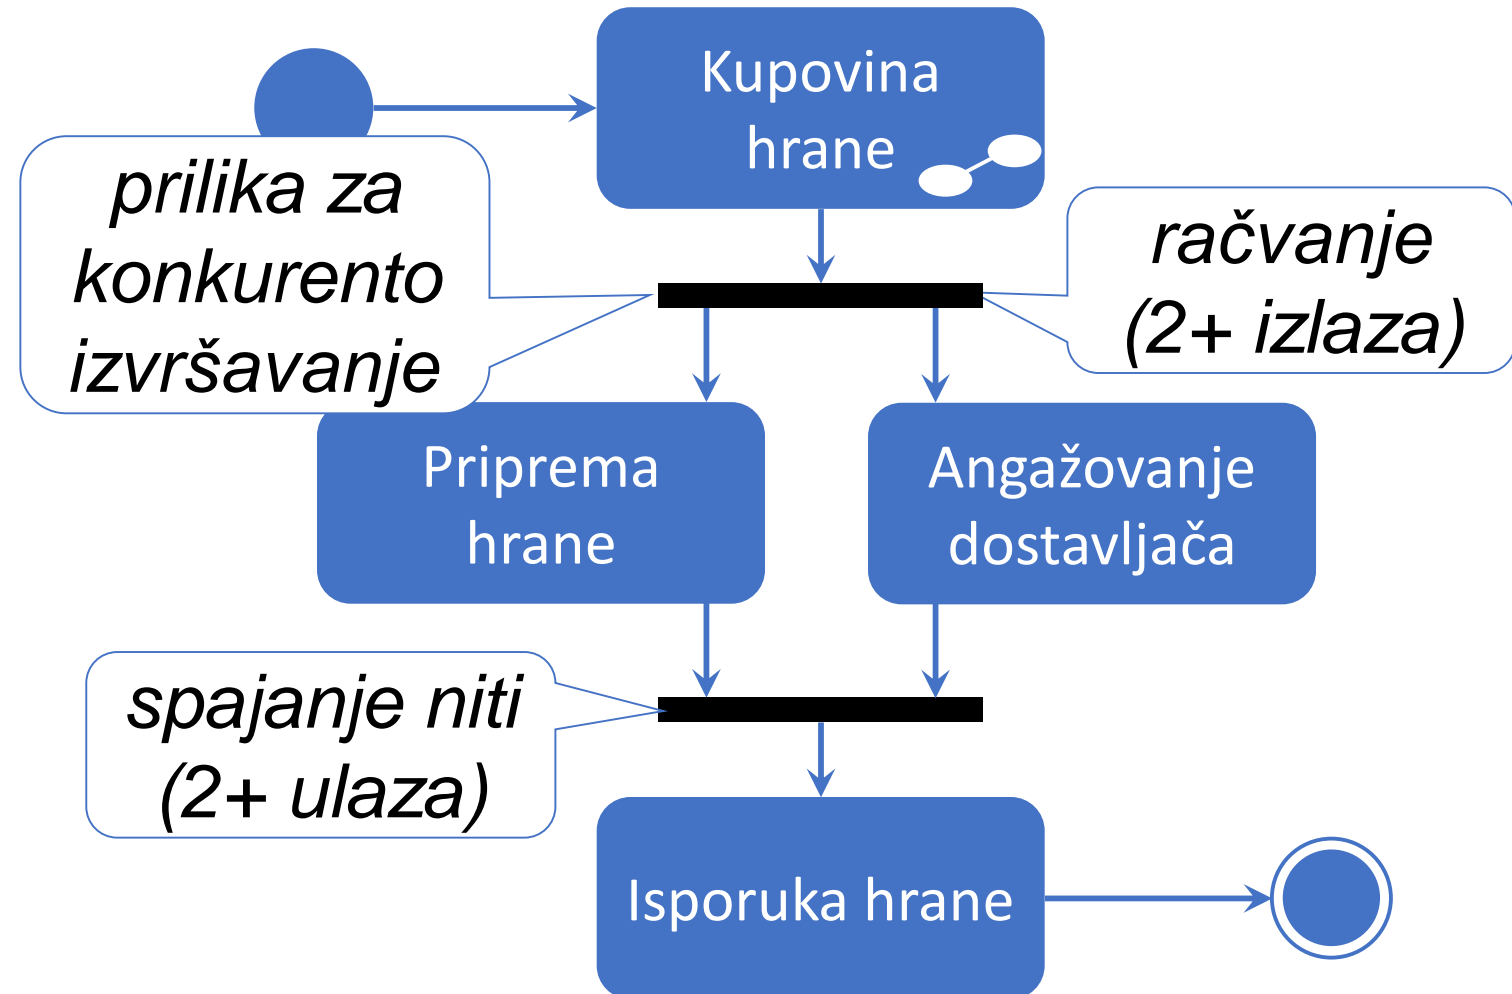 Kupovina
hrane
prilika za
konkurento
izvršavanje
račvanje
(2+ izlaza)
Priprema
hrane
Angažovanje
dostavljača
spajanje niti
(2+ ulaza)
Isporuka hrane